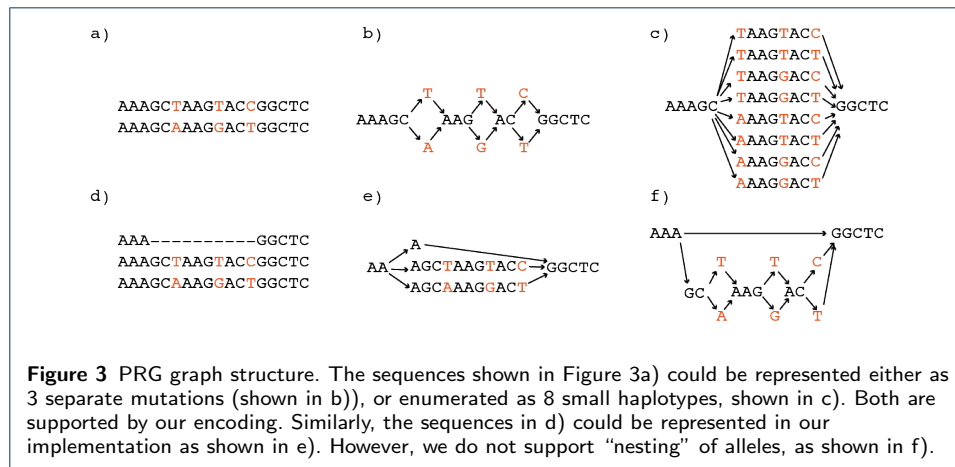 a)
AAAGCTAAGTACCGGCTC
AAAGCAAAGGACTGGCTC
b)
T T C
AAAGC AAG AC GGCTC
A G T
c)
TAAGTACC
TAAGTACT
TAAGGACC
AAAGC TAAGGACT GGCTC
AAAGTACC
AAAGTACT
AAAGGACC
AAAGGACT
d)
AAA-----------GGCTC
AAAGCTAAGTACCGGCTC
AAAGCAAAGGACTGGCTC
e)
A
AA AGCTAAGTACC GGCTC
AGCAAAGGACT
f)
AAA GGCTC
T T C
GC AAG AC
A G T
Figure 3 PRG graph structure. The sequences shown in Figure 3a) could be represented either as
3 separate mutations (shown in b)), or enumerated as 8 small haplotypes, shown in c). Both are
supported by our encoding. Similarly, the sequences in d) could be represented in our
implementation as shown in e). However, we do not support “nesting” of alleles, as shown in f).